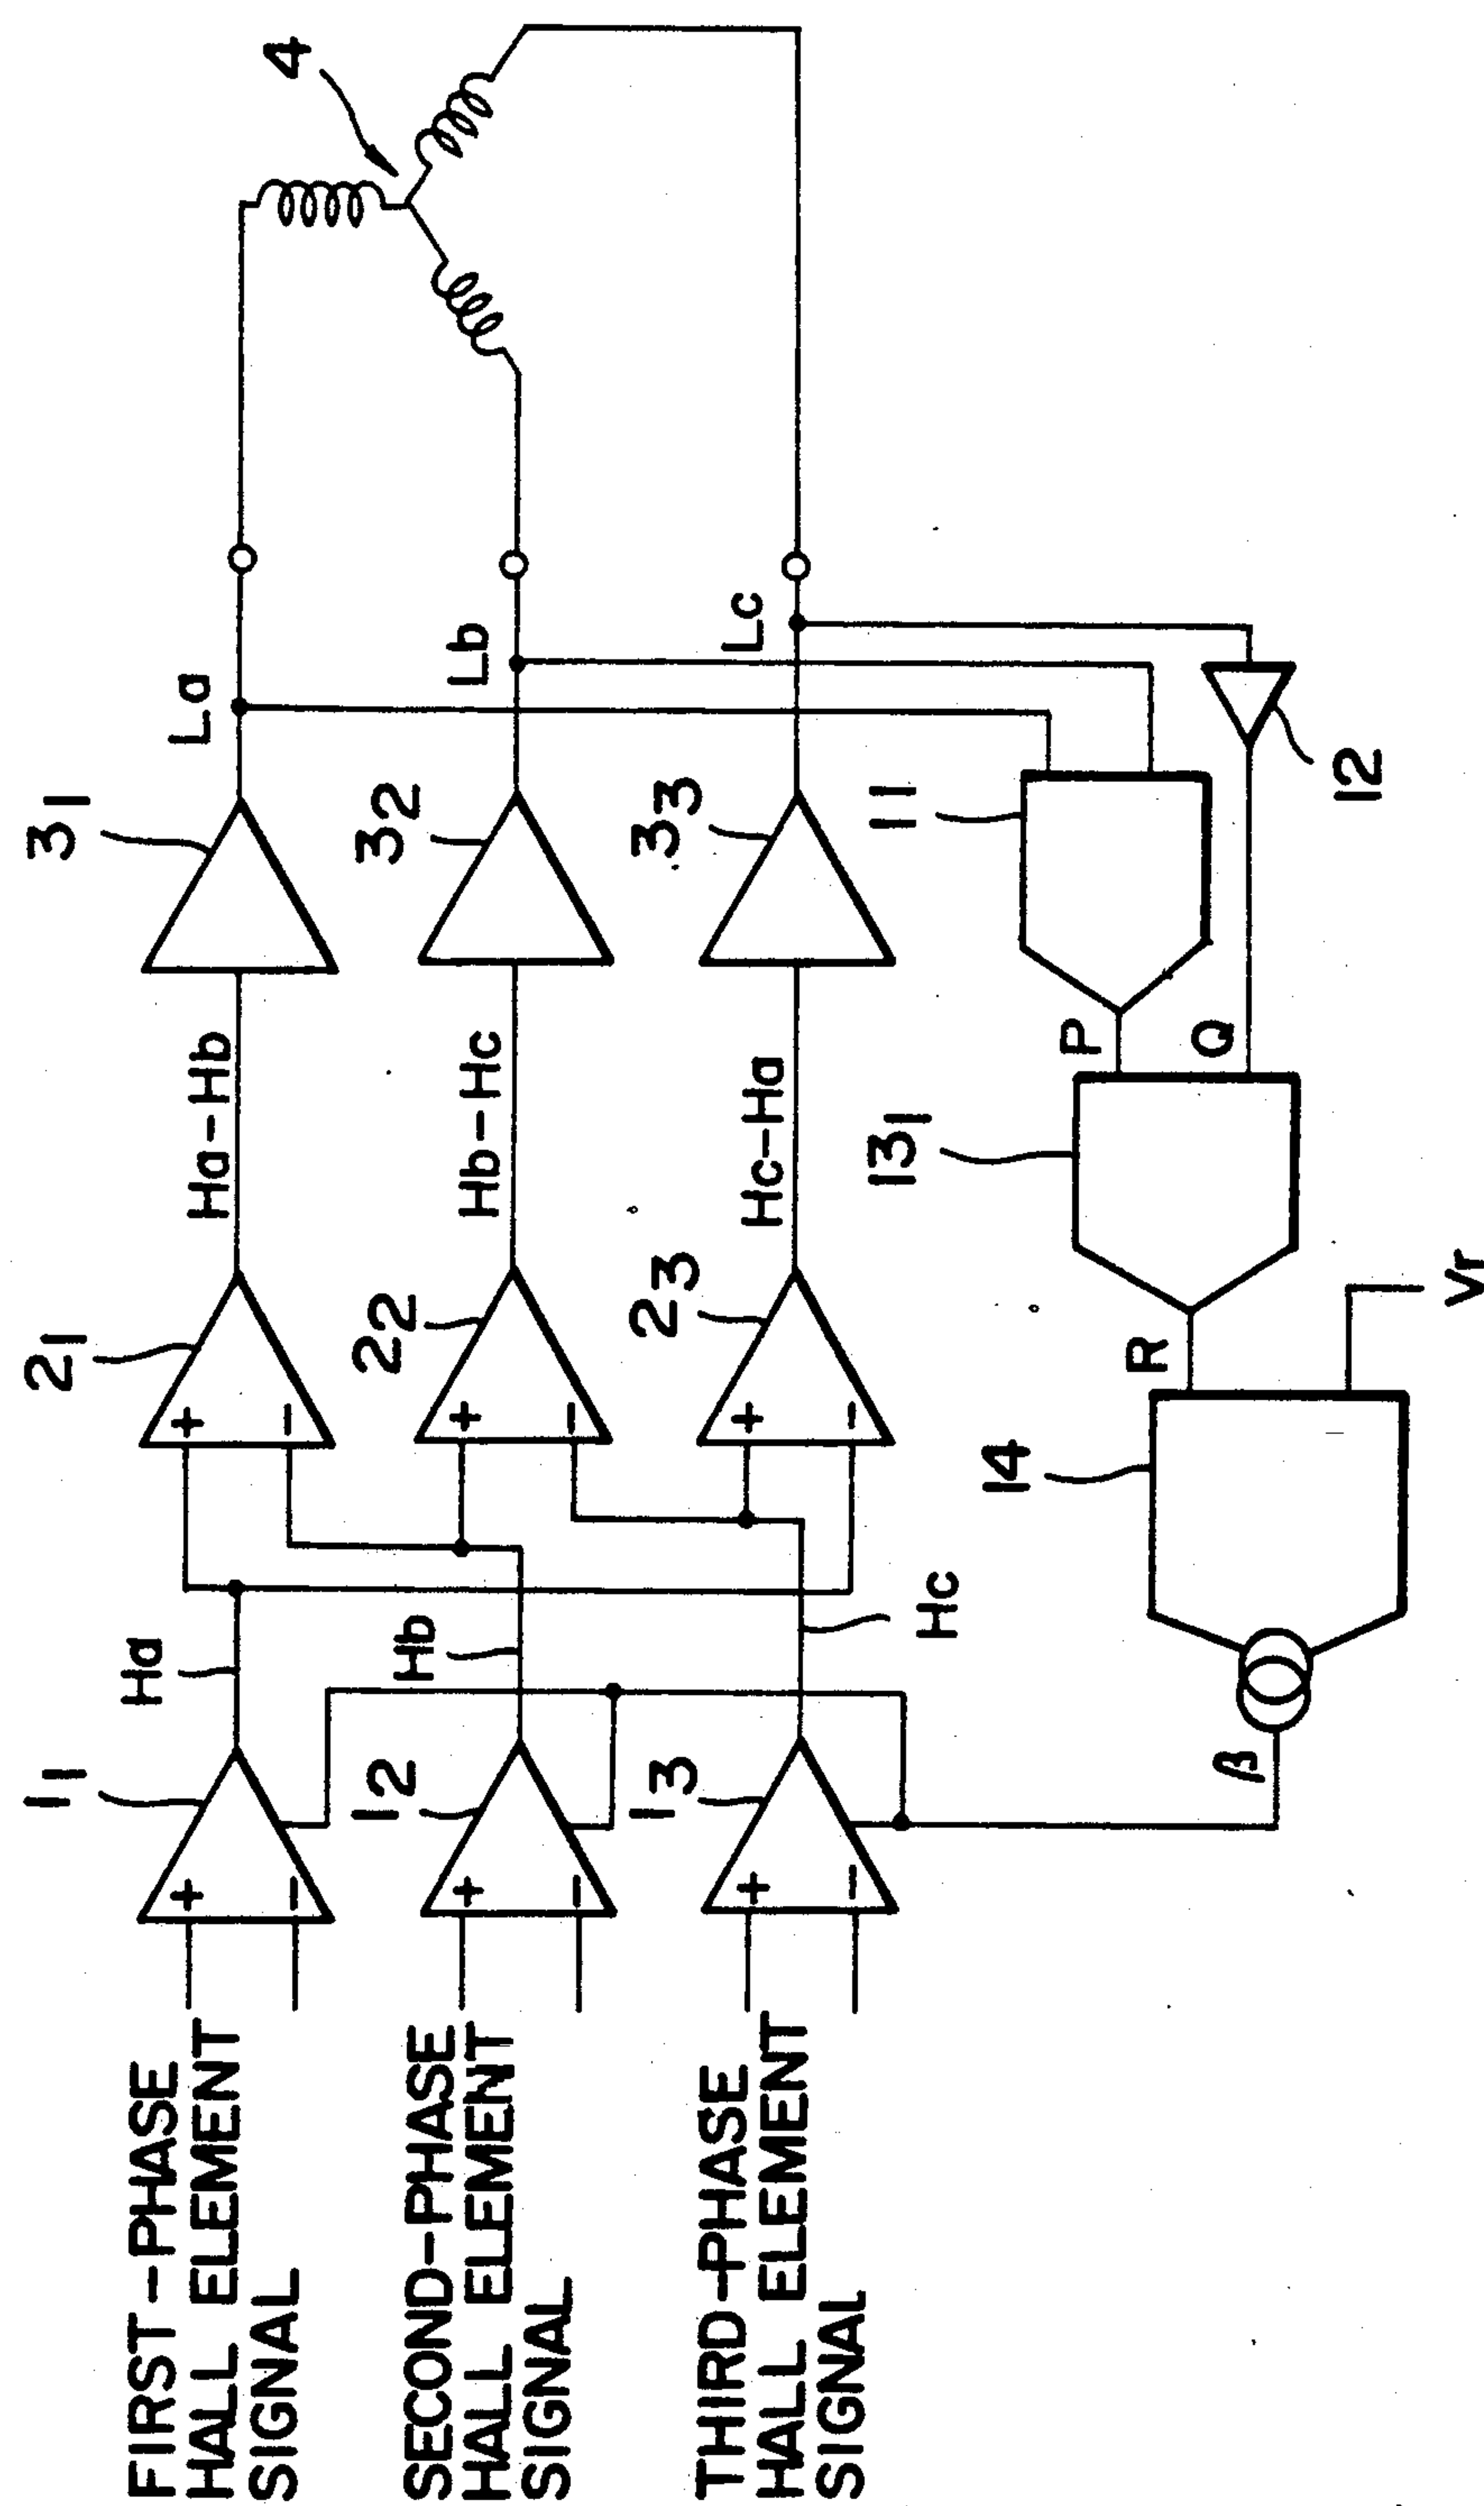 FIRST-PHASE
HALL ELEMENT
SIGNAL
SECOND-PHASE
HALL ELEMENT
SIGNAL
THIRD-PHASE
HALL ELEMENT
SIGNAL
11
+
−
Ha
21
+
−
Ha-Hb
31
La
4
12
+
−
Hb
22
+
−
Hb-Hc
32
Lb
13
+
−
Hc
23
+
−
Hc-Ha
33
Lc
β
14
R
Vr
131
P
Q
11
12